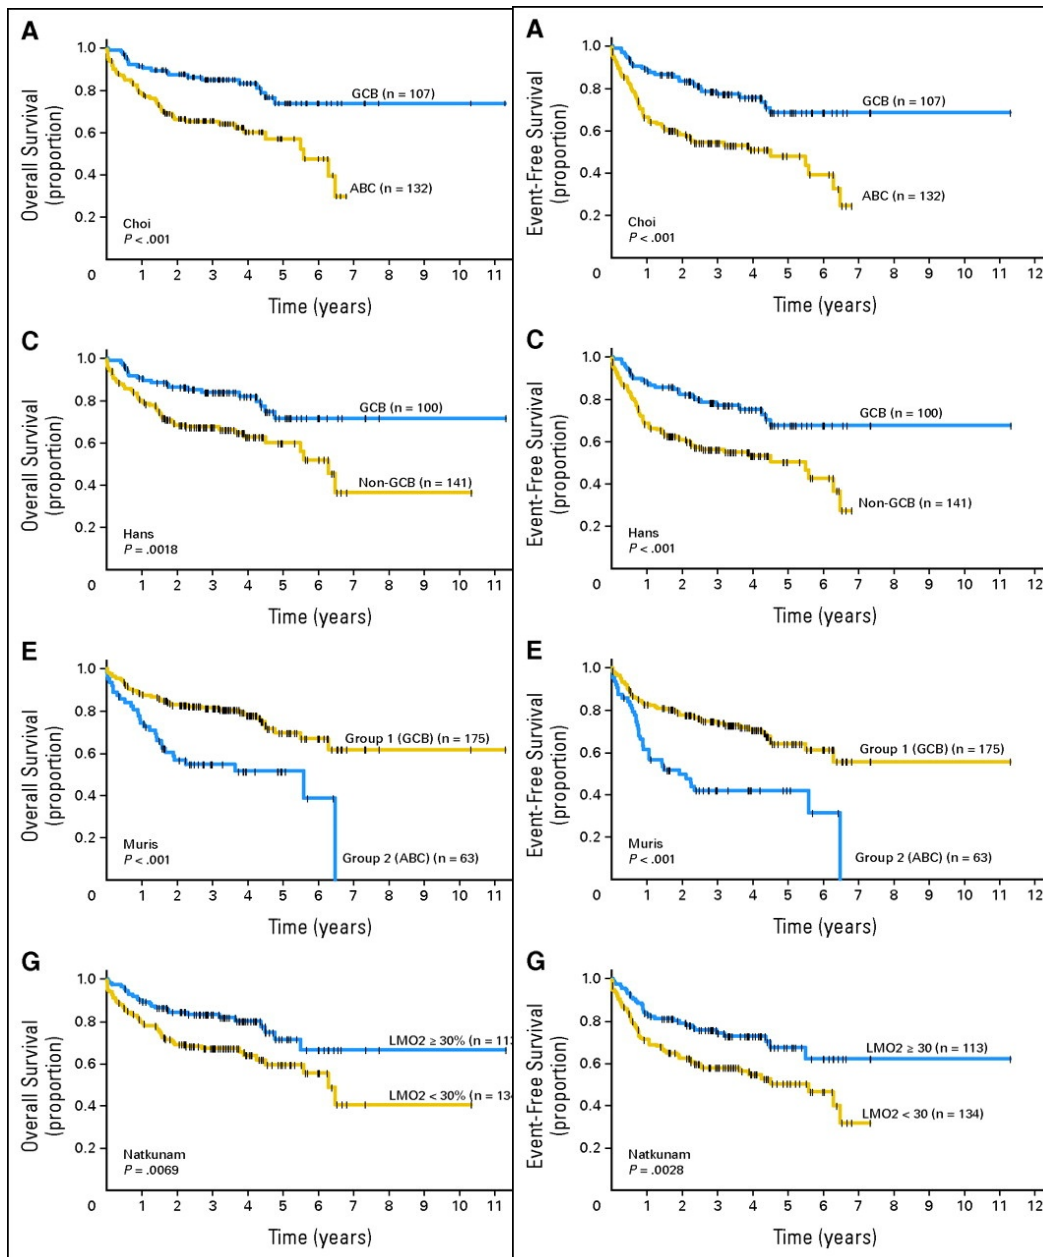 A
Overall Survival
(proportion)
1.0
0.8
0.6
0.4
0.2
GCB (n = 107)
ABC (n = 132)
Choi
P < .001
0 1 2 3 4 5 6 7 8 9 10 11
Time (years)
A
Event-Free Survival
(proportion)
1.0
0.8
0.6
0.4
0.2
GCB (n = 107)
ABC (n = 132)
Choi
P < .001
0 1 2 3 4 5 6 7 8 9 10 11 12
Time (years)
C
Overall Survival
(proportion)
1.0
0.8
0.6
0.4
0.2
GCB (n = 100)
Non-GCB (n = 141)
Hans
P = .0018
0 1 2 3 4 5 6 7 8 9 10 11
Time (years)
C
Event-Free Survival
(proportion)
1.0
0.8
0.6
0.4
0.2
GCB (n = 100)
Non-GCB (n = 141)
Hans
P < .001
0 1 2 3 4 5 6 7 8 9 10 11 12
Time (years)
E
Overall Survival
(proportion)
1.0
0.8
0.6
0.4
0.2
Group 1 (GCB) (n = 175)
Group 2 (ABC) (n = 63)
Muris
P < .001
0 1 2 3 4 5 6 7 8 9 10 11
Time (years)
E
Event-Free Survival
(proportion)
1.0
0.8
0.6
0.4
0.2
Group 1 (GCB) (n = 175)
Group 2 (ABC) (n = 63)
Muris
P < .001
0 1 2 3 4 5 6 7 8 9 10 11 12
Time (years)
G
Overall Survival
(proportion)
1.0
0.8
0.6
0.4
0.2
LMO2 ≥ 30% (n = 113
LMO2 < 30% (n = 134
Natkunam
P = .0069
0 1 2 3 4 5 6 7 8 9 10 11
Time (years)
G
Event-Free Survival
(proportion)
1.0
0.8
0.6
0.4
0.2
LMO2 ≥ 30 (n = 113)
LMO2 < 30 (n = 134)
Natkunam
P = .0028
0 1 2 3 4 5 6 7 8 9 10 11 12
Time (years)